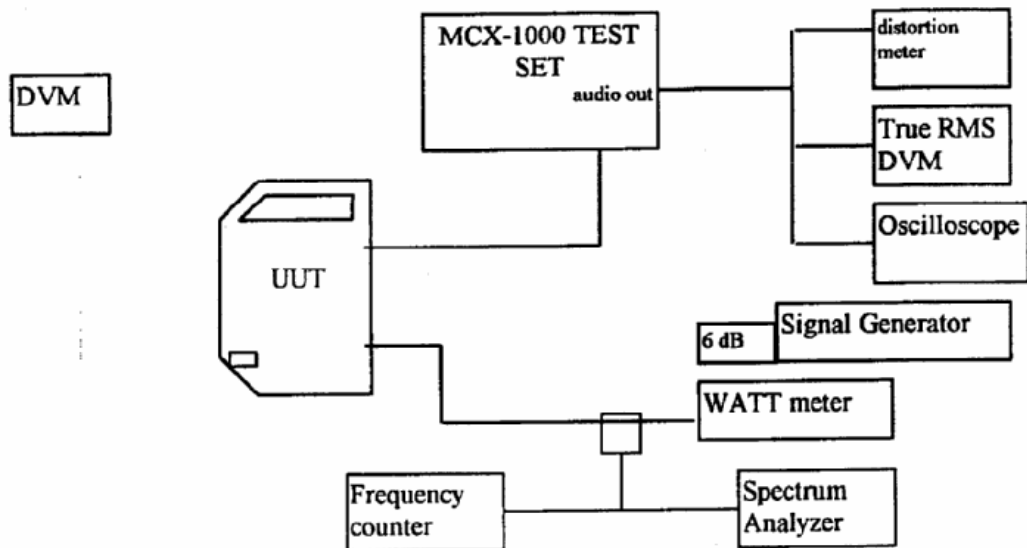 MCX-1000 TEST
SET
audio out
distortion
meter
DVM
True RMS
DVM
Oscilloscope
UUT
6 dB
Signal Generator
WATT meter
Frequency
counter
Spectrum
Analyzer